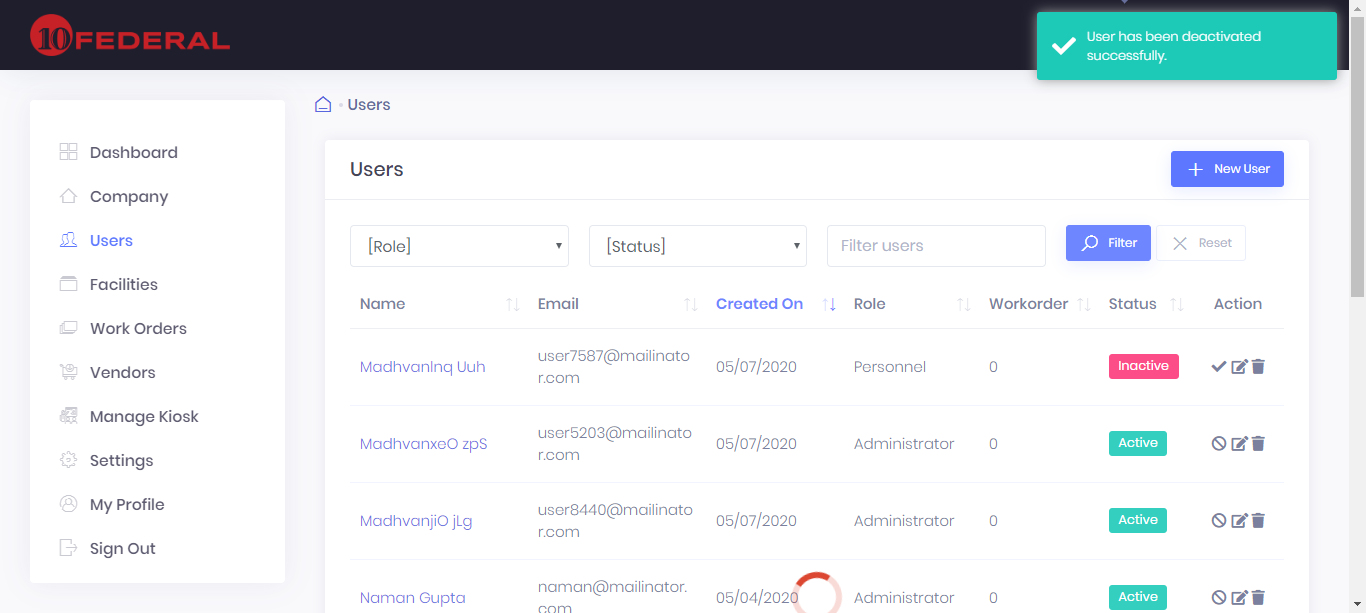 10 FEDERAL
User has been deactivated
successfully.
Users
Dashboard
Company
Users
Facilities
Work Orders
Vendors
Manage Kiosk
Settings
My Profile
Sign Out
Users
New User
[Role]
[Status]
Filter users
Filter
Reset
Name Email Created On Role Workorder Status Action
MadhvanInq Uuh user7587@mailinato
r.com 05/07/2020 Personnel 0 Inactive
MadhvanxeO zpS user5203@mailinato
r.com 05/07/2020 Administrator 0 Active
MadhvanjiO jLg user8440@mailinato
r.com 05/07/2020 Administrator 0 Active
Naman Gupta naman@mailinator.
com 05/04/2020 Administrator 0 Active